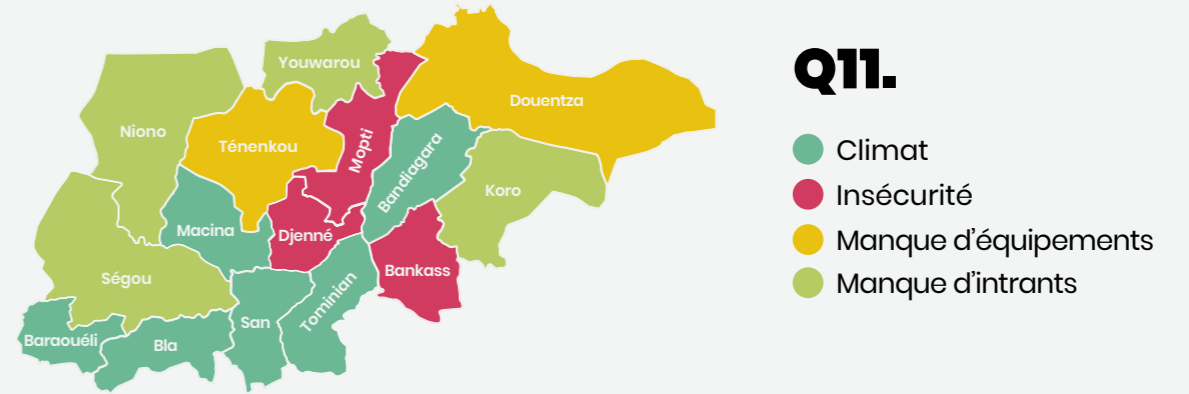 Youwarou
Douentza
Niono
Ténenkou
Mopti
Bandiagara
Koro
Macina
Djenné
Ségou
Bankass
Tominian
San
Baraouéli
Bla
Q11.
Climat
Insécurité
Manque d'équipements
Manque d'intrants